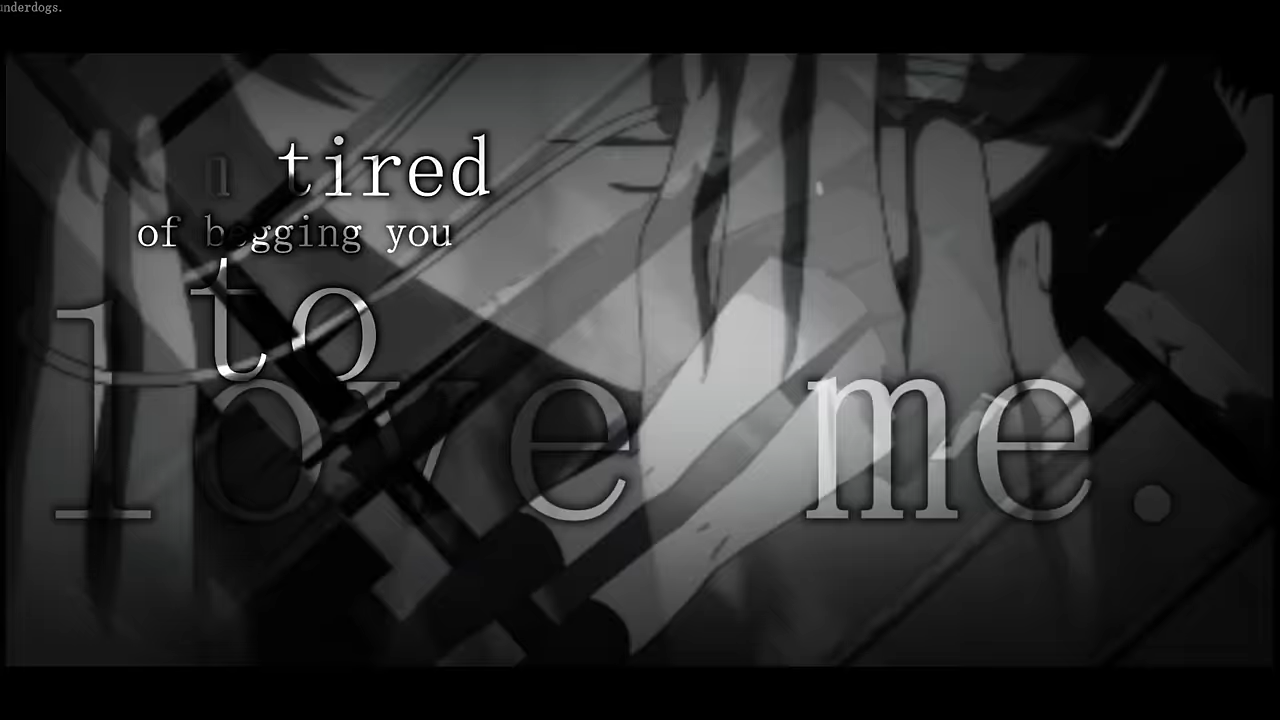 underdogs.
n tired
of begging you
to
love me.